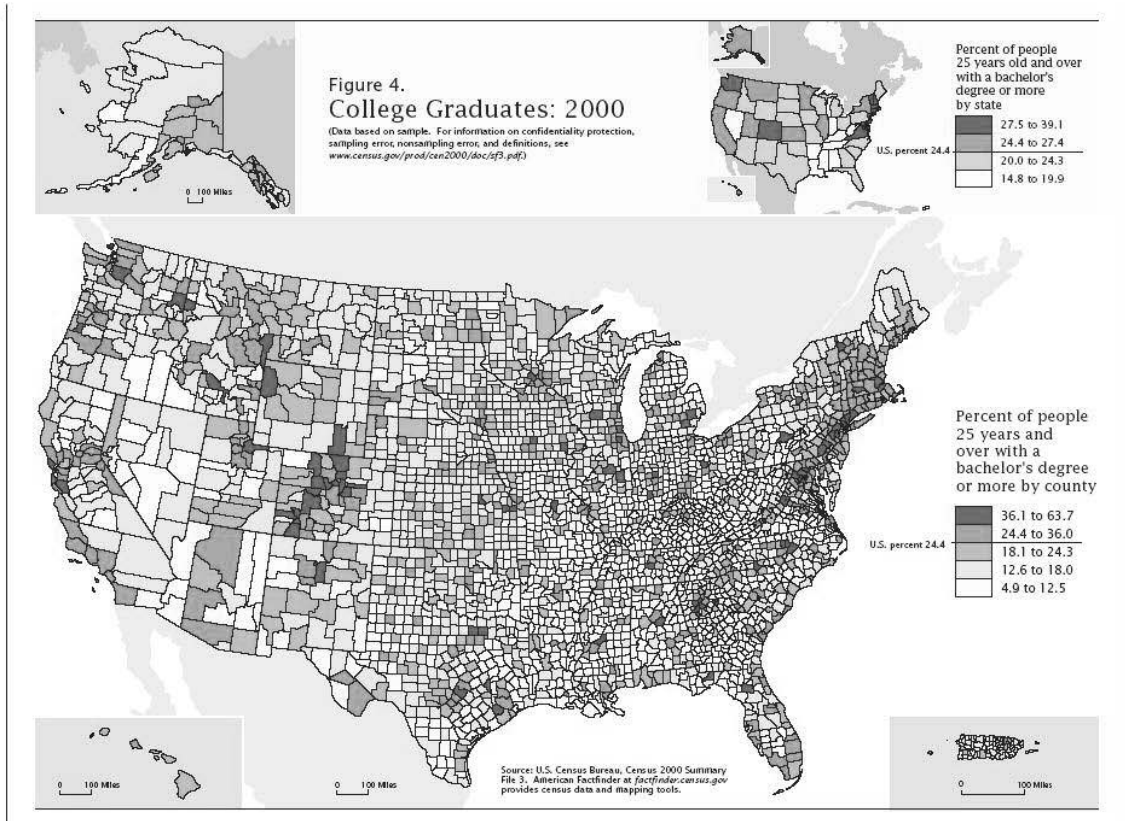 Figure 4.
College Graduates: 2000
(Data based on sample. For information on confidentiality protection,
sampling error, nonsampling error, and definitions, see
www.census.gov/prod/cen2000/doc/sf3.pdf.)
0 100 Miles
Percent of people
25 years old and over
with a bachelor's
degree or more
by state
27.5 to 39.1
24.4 to 27.4
U.S. percent 24.4
20.0 to 24.3
14.8 to 19.9
Percent of people
25 years and
over with a
bachelor's degree
or more by county
36.1 to 63.7
24.4 to 36.0
U.S. percent 24.4
18.1 to 24.3
12.6 to 18.0
4.9 to 12.5
0 100 Miles
0 100 Miles
Source: U.S. Census Bureau, Census 2000 Summary
File 3. American Factfinder at factfinder.census.gov
provides census data and mapping tools.
0 100 Miles